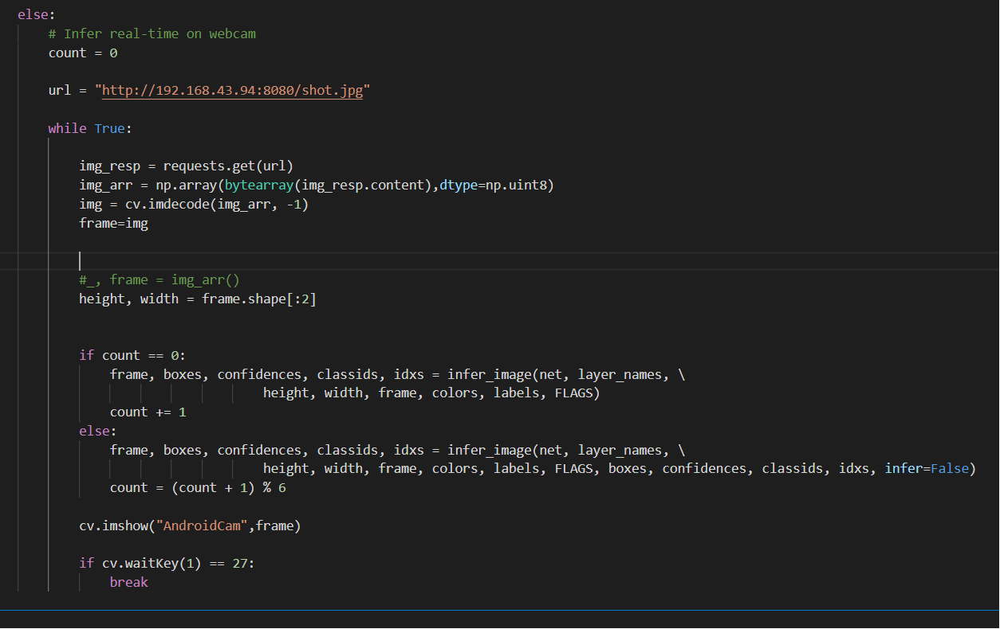 else:
    # Infer real-time on webcam
    count = 0
    url = "http://192.168.43.94:8080/shot.jpg"
    while True:
        img_resp = requests.get(url)
        img_arr = np.array(bytearray(img_resp.content),dtype=np.uint8)
        img = cv.imdecode(img_arr, -1)
        frame=img
        #_, frame = img_arr()
        height, width = frame.shape[:2]
        if count == 0:
            frame, boxes, confidences, classids, idxs = infer_image(net, layer_names, \
                                height, width, frame, colors, labels, FLAGS)
            count += 1
        else:
            frame, boxes, confidences, classids, idxs = infer_image(net, layer_names, \
                                height, width, frame, colors, labels, FLAGS, boxes, confidences, classids, idxs, infer=False)
            count = (count + 1) % 6
        cv.imshow("AndroidCam",frame)
        if cv.waitKey(1) == 27:
            break